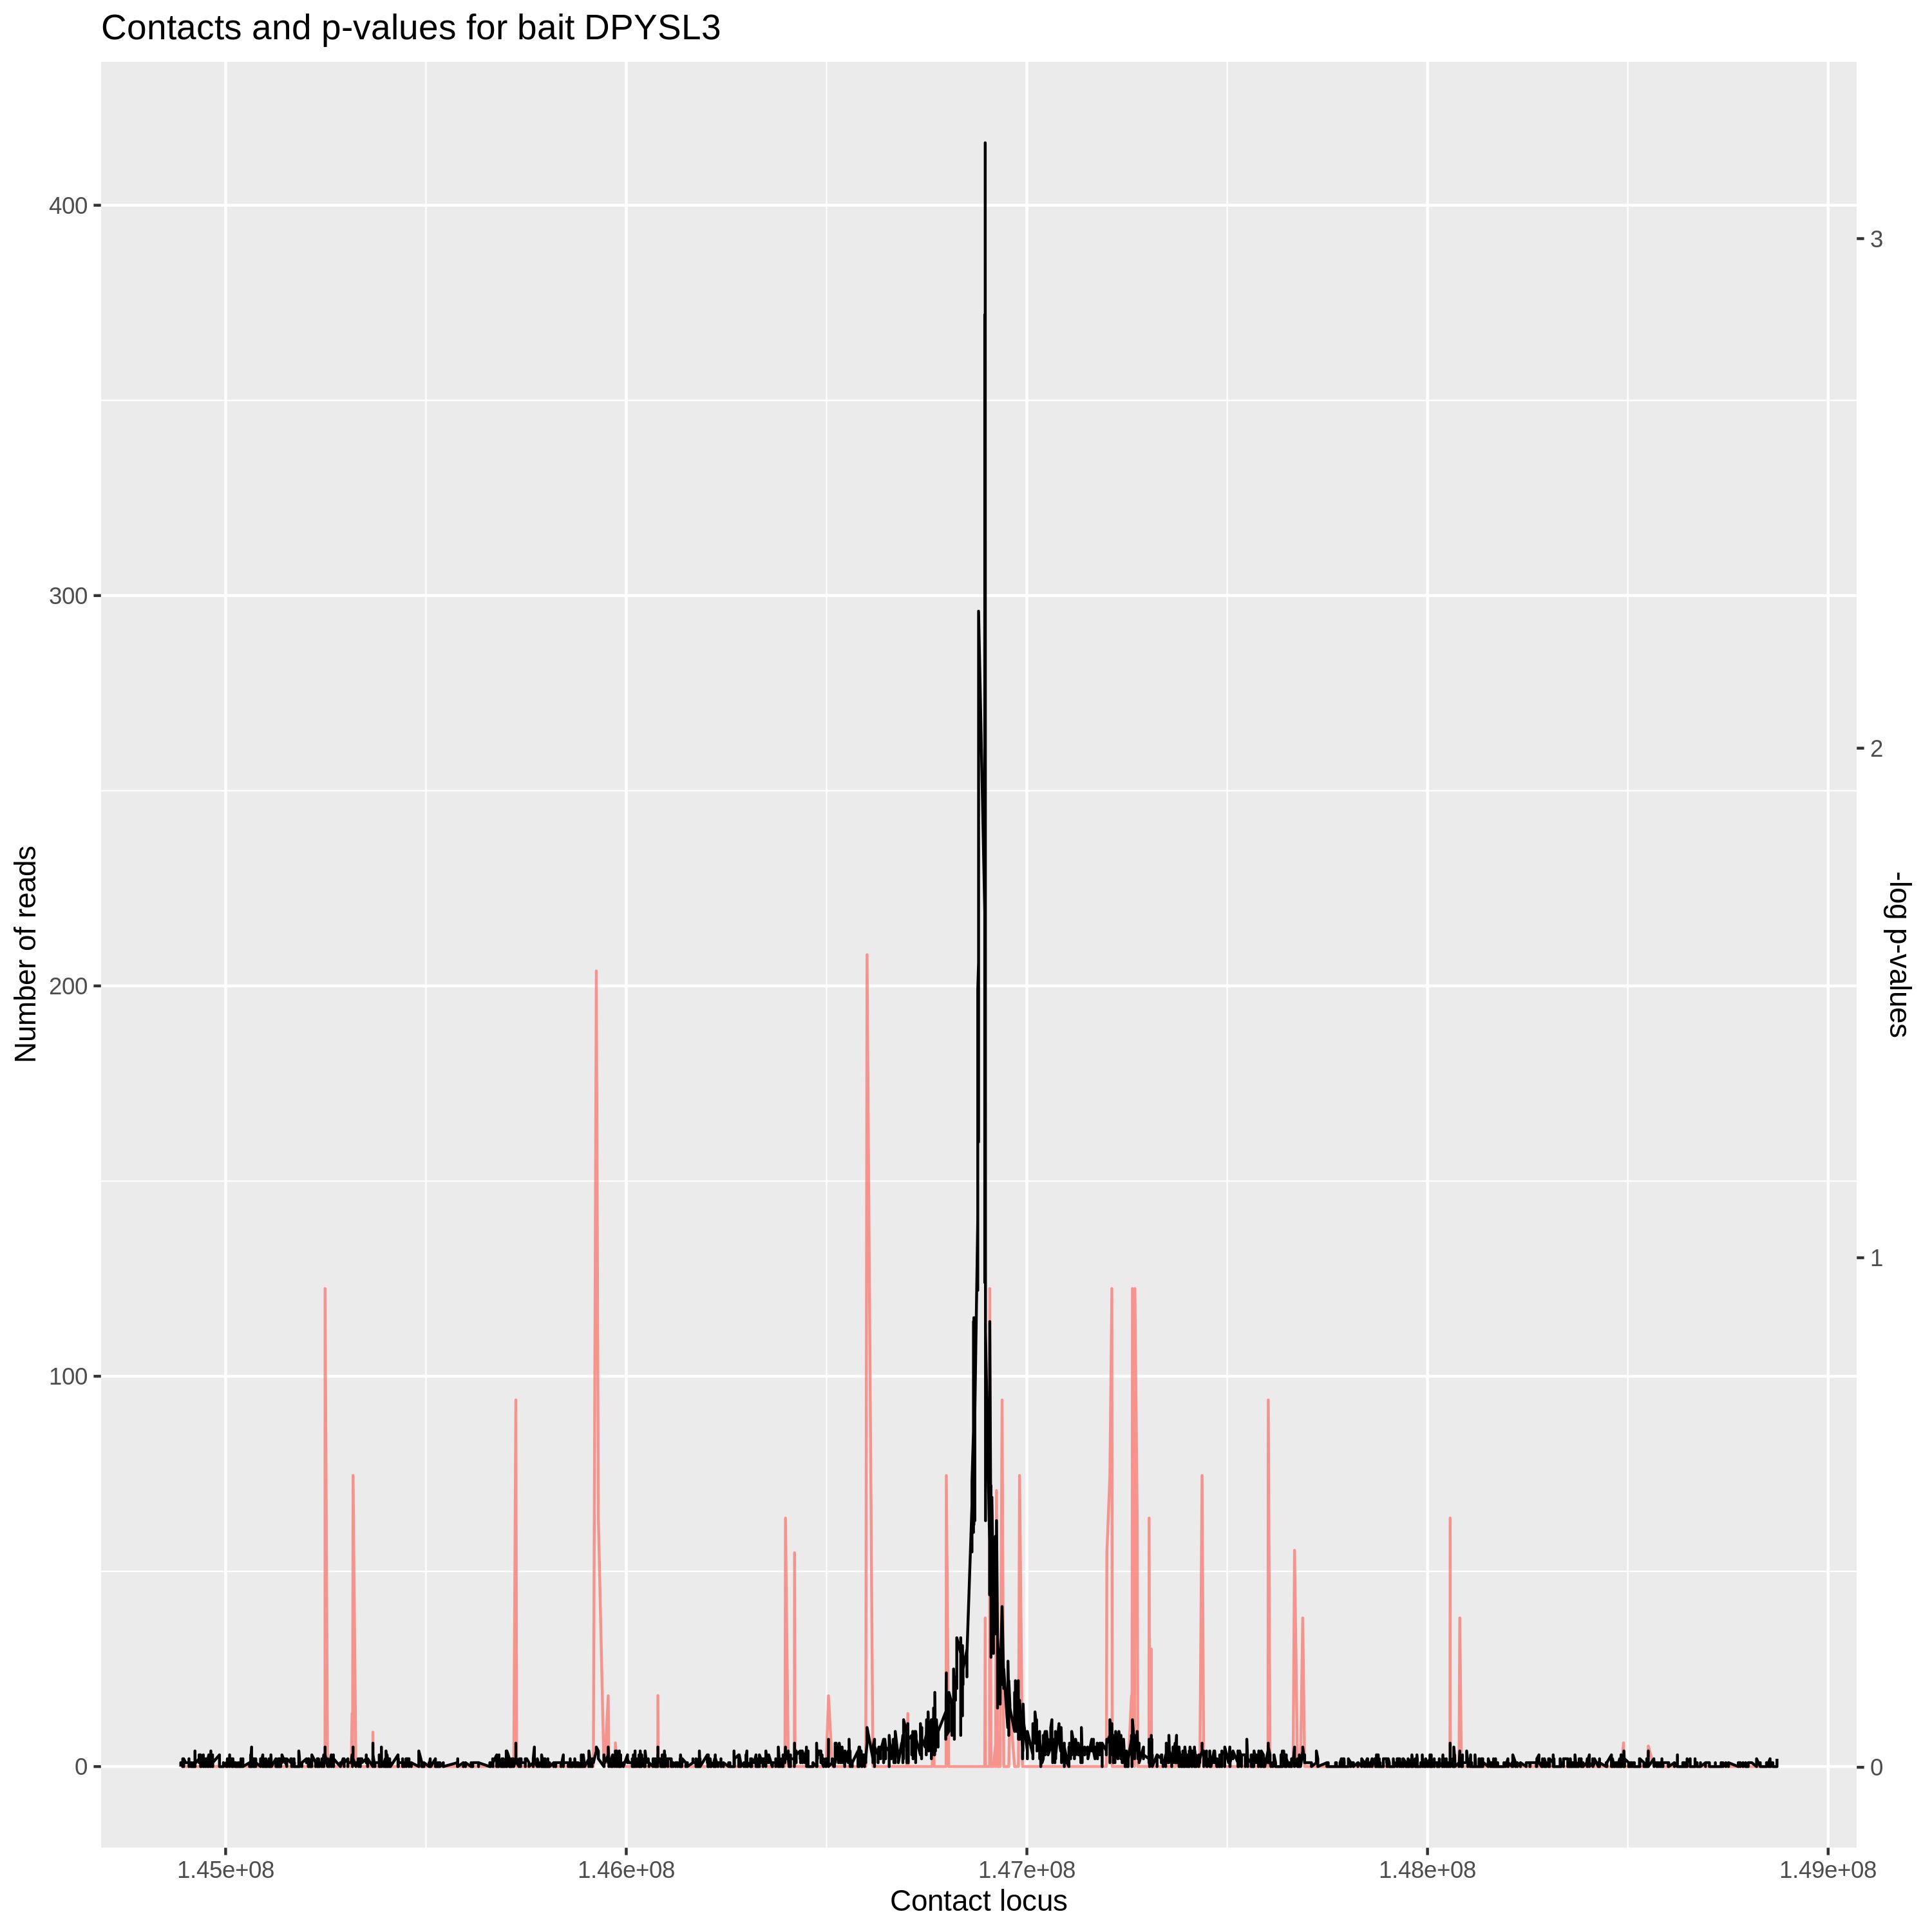 Contacts and p-values for bait DPYSL3
400
300
200
100
0
Number of reads
3
2
1
0
-log p-values
1.45e+08
1.46e+08
1.47e+08
1.48e+08
1.49e+08
Contact locus